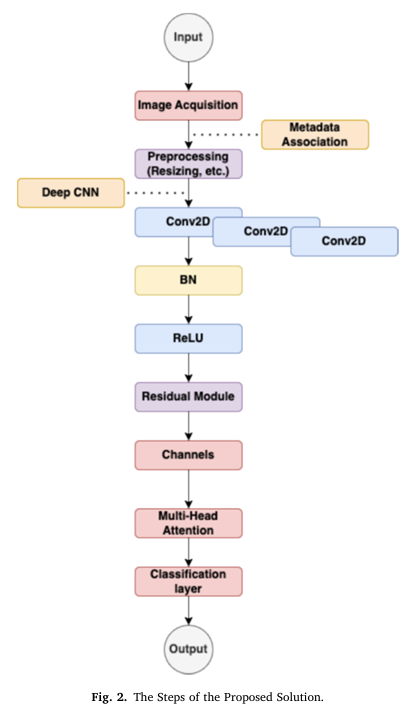 Input
Image Acquisition
Metadata
Association
Preprocessing
(Resizing, etc.)
Deep CNN
Conv2D
Conv2D
Conv2D
BN
ReLU
Residual Module
Channels
Multi-Head
Attention
Classification
layer
Output
Fig. 2. The Steps of the Proposed Solution.